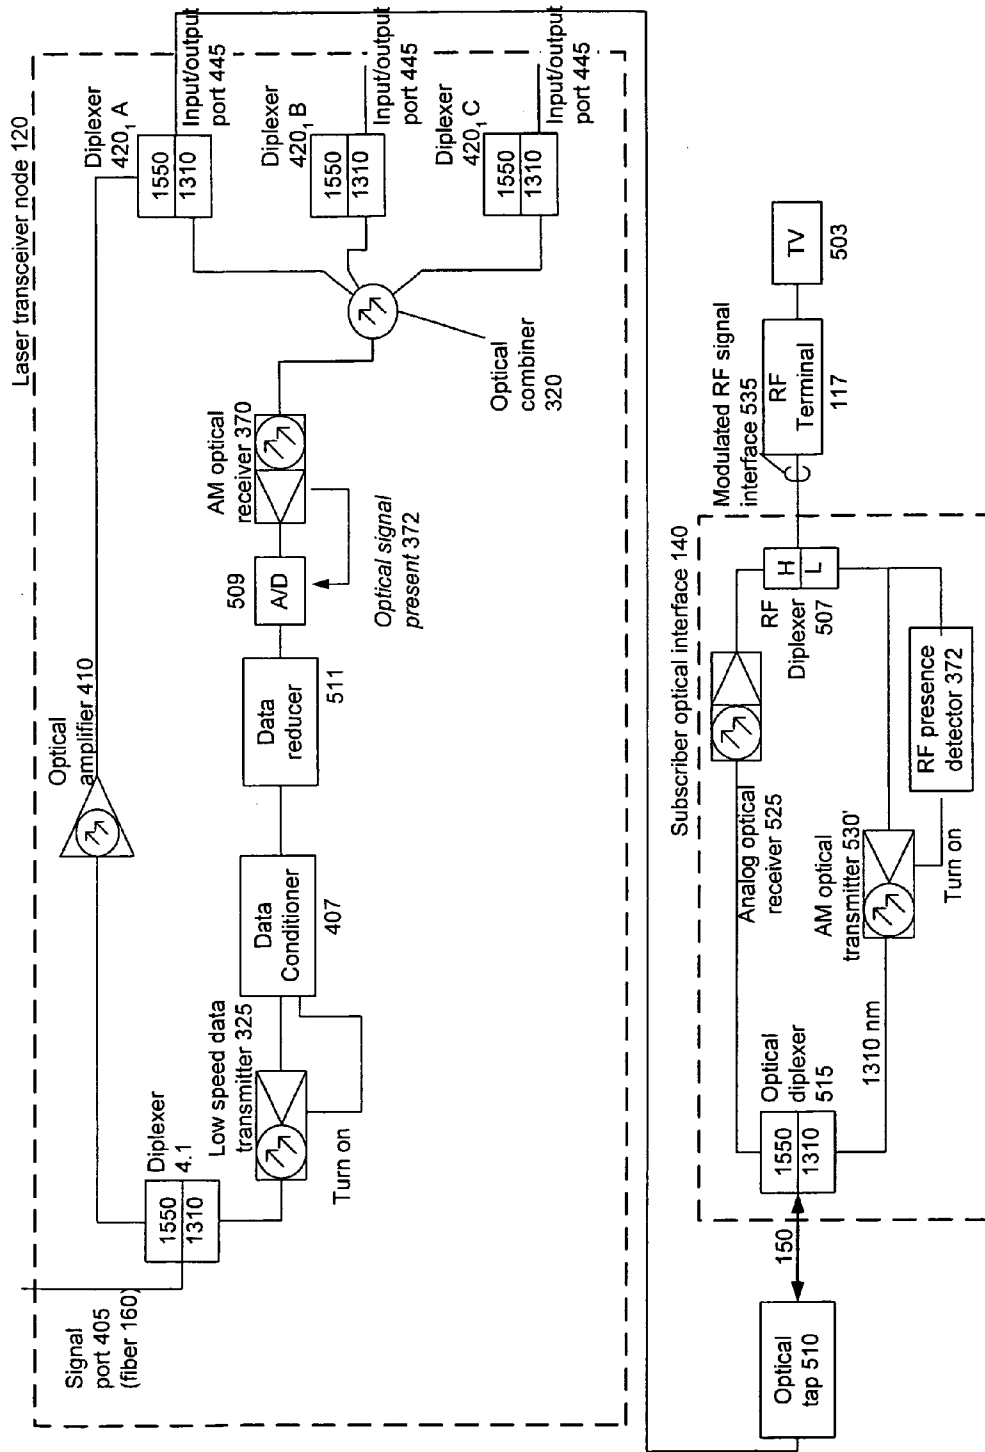 Laser transceiver node 120
Signal
port 405
(fiber 160)
1550
1310
Diplexer
4.1
Optical
amplifier 410
Low speed data
transmitter 325
Turn on
Data
Conditioner
407
Data
reducer
511
509
A/D
AM optical
receiver 370
Optical signal
present 372
Optical
combiner
320
Diplexer
420₁ A
1550
1310
Input/output
port 445
Diplexer
420₁ B
1550
1310
Input/output
port 445
Diplexer
420₁ C
1550
1310
Input/output
port 445
Optical
tap 510
150
Subscriber optical interface 140
1550
1310
Optical
diplexer
515
1310 nm
Analog optical
receiver 525
AM optical
transmitter 530'
Turn on
RF presence
detector 372
RF
Diplexer
507
H
L
Modulated RF signal
interface 535
RF
Terminal
117
TV
503